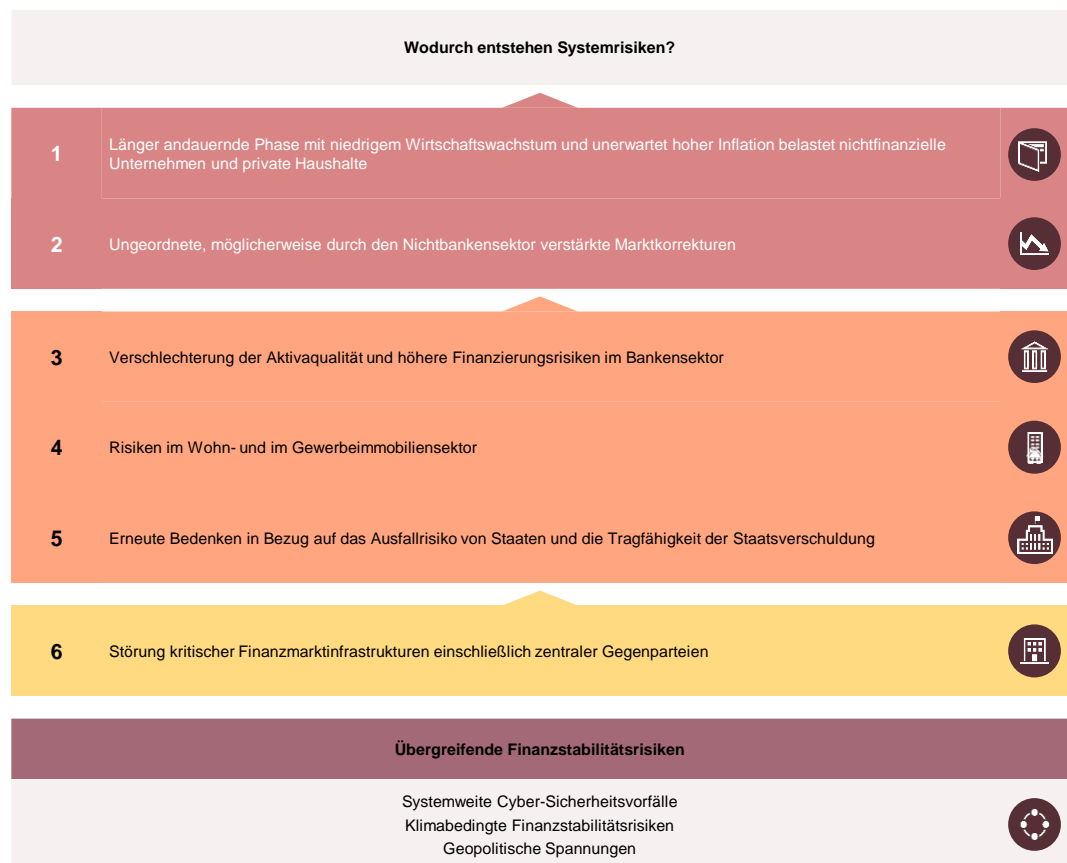 Wodurch entstehen Systemrisiken?
1
Länger andauernde Phase mit niedrigem Wirtschaftswachstum und unerwartet hoher Inflation belastet nichtfinanzielle
Unternehmen und private Haushalte
2
Ungeordnete, möglicherweise durch den Nichtbankensektor verstärkte Marktkorrekturen
3
Verschlechterung der Aktivaqualität und höhere Finanzierungsrisiken im Bankensektor
4
Risiken im Wohn- und im Gewerbeimmobiliensektor
5
Erneute Bedenken in Bezug auf das Ausfallrisiko von Staaten und die Tragfähigkeit der Staatsverschuldung
6
Störung kritischer Finanzmarktinfrastrukturen einschließlich zentraler Gegenparteien
Übergreifende Finanzstabilitätsrisiken
Systemweite Cyber-Sicherheitsvorfälle
Klimabedingte Finanzstabilitätsrisiken
Geopolitische Spannungen